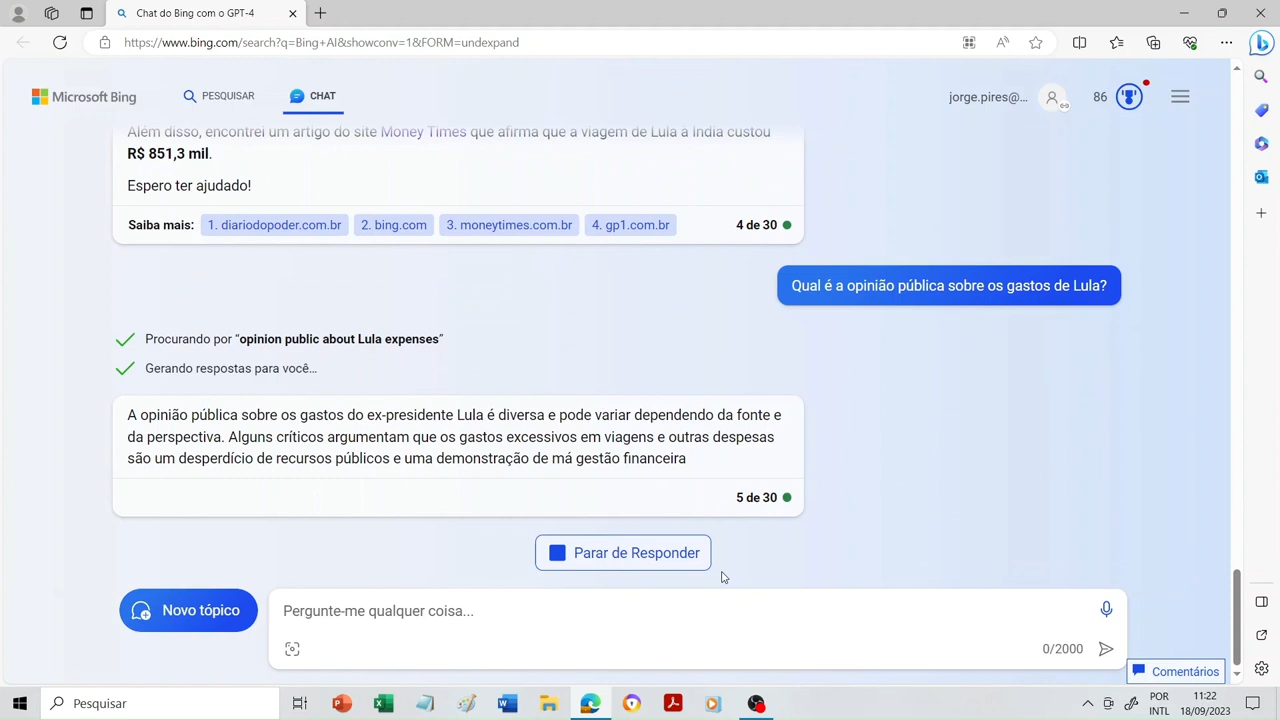 Chat do Bing com o GPT-4
https://www.bing.com/search?q=Bing+AI&showconv=1&FORM=undexpand
Microsoft Bing
PESQUISAR
CHAT
jorge.pires@...
86
Além disso, encontrei um artigo do site Money Times que afirma que a viagem de Lula à Índia custou
R$ 851,3 mil.
Espero ter ajudado!
Saiba mais: 1. diariodopoder.com.br 2. bing.com 3. moneytimes.com.br 4. gp1.com.br 4 de 30
Qual é a opinião pública sobre os gastos de Lula?
Procurando por “opinion public about Lula expenses”
Gerando respostas para você…
A opinião pública sobre os gastos do ex-presidente Lula é diversa e pode variar dependendo da fonte e
da perspectiva. Alguns críticos argumentam que os gastos excessivos em viagens e outras despesas
são um desperdício de recursos públicos e uma demonstração de má gestão financeira
5 de 30
Parar de Responder
Novo tópico
Pergunte-me qualquer coisa...
0/2000
Comentários
Pesquisar
POR
INTL
11:22
18/09/2023